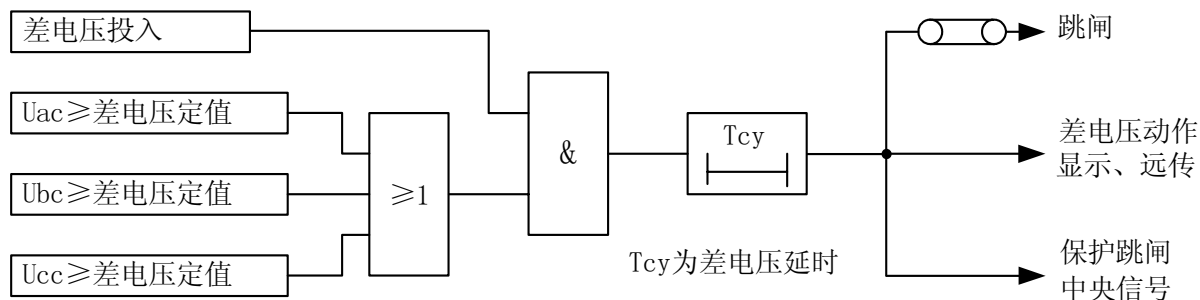 差电压投入
Uac≥差电压定值
Ubc≥差电压定值
Ucc≥差电压定值
≥1
&
Tcy
Tcy为差电压延时
跳闸
差电压动作
显示、远传
保护跳闸
中央信号